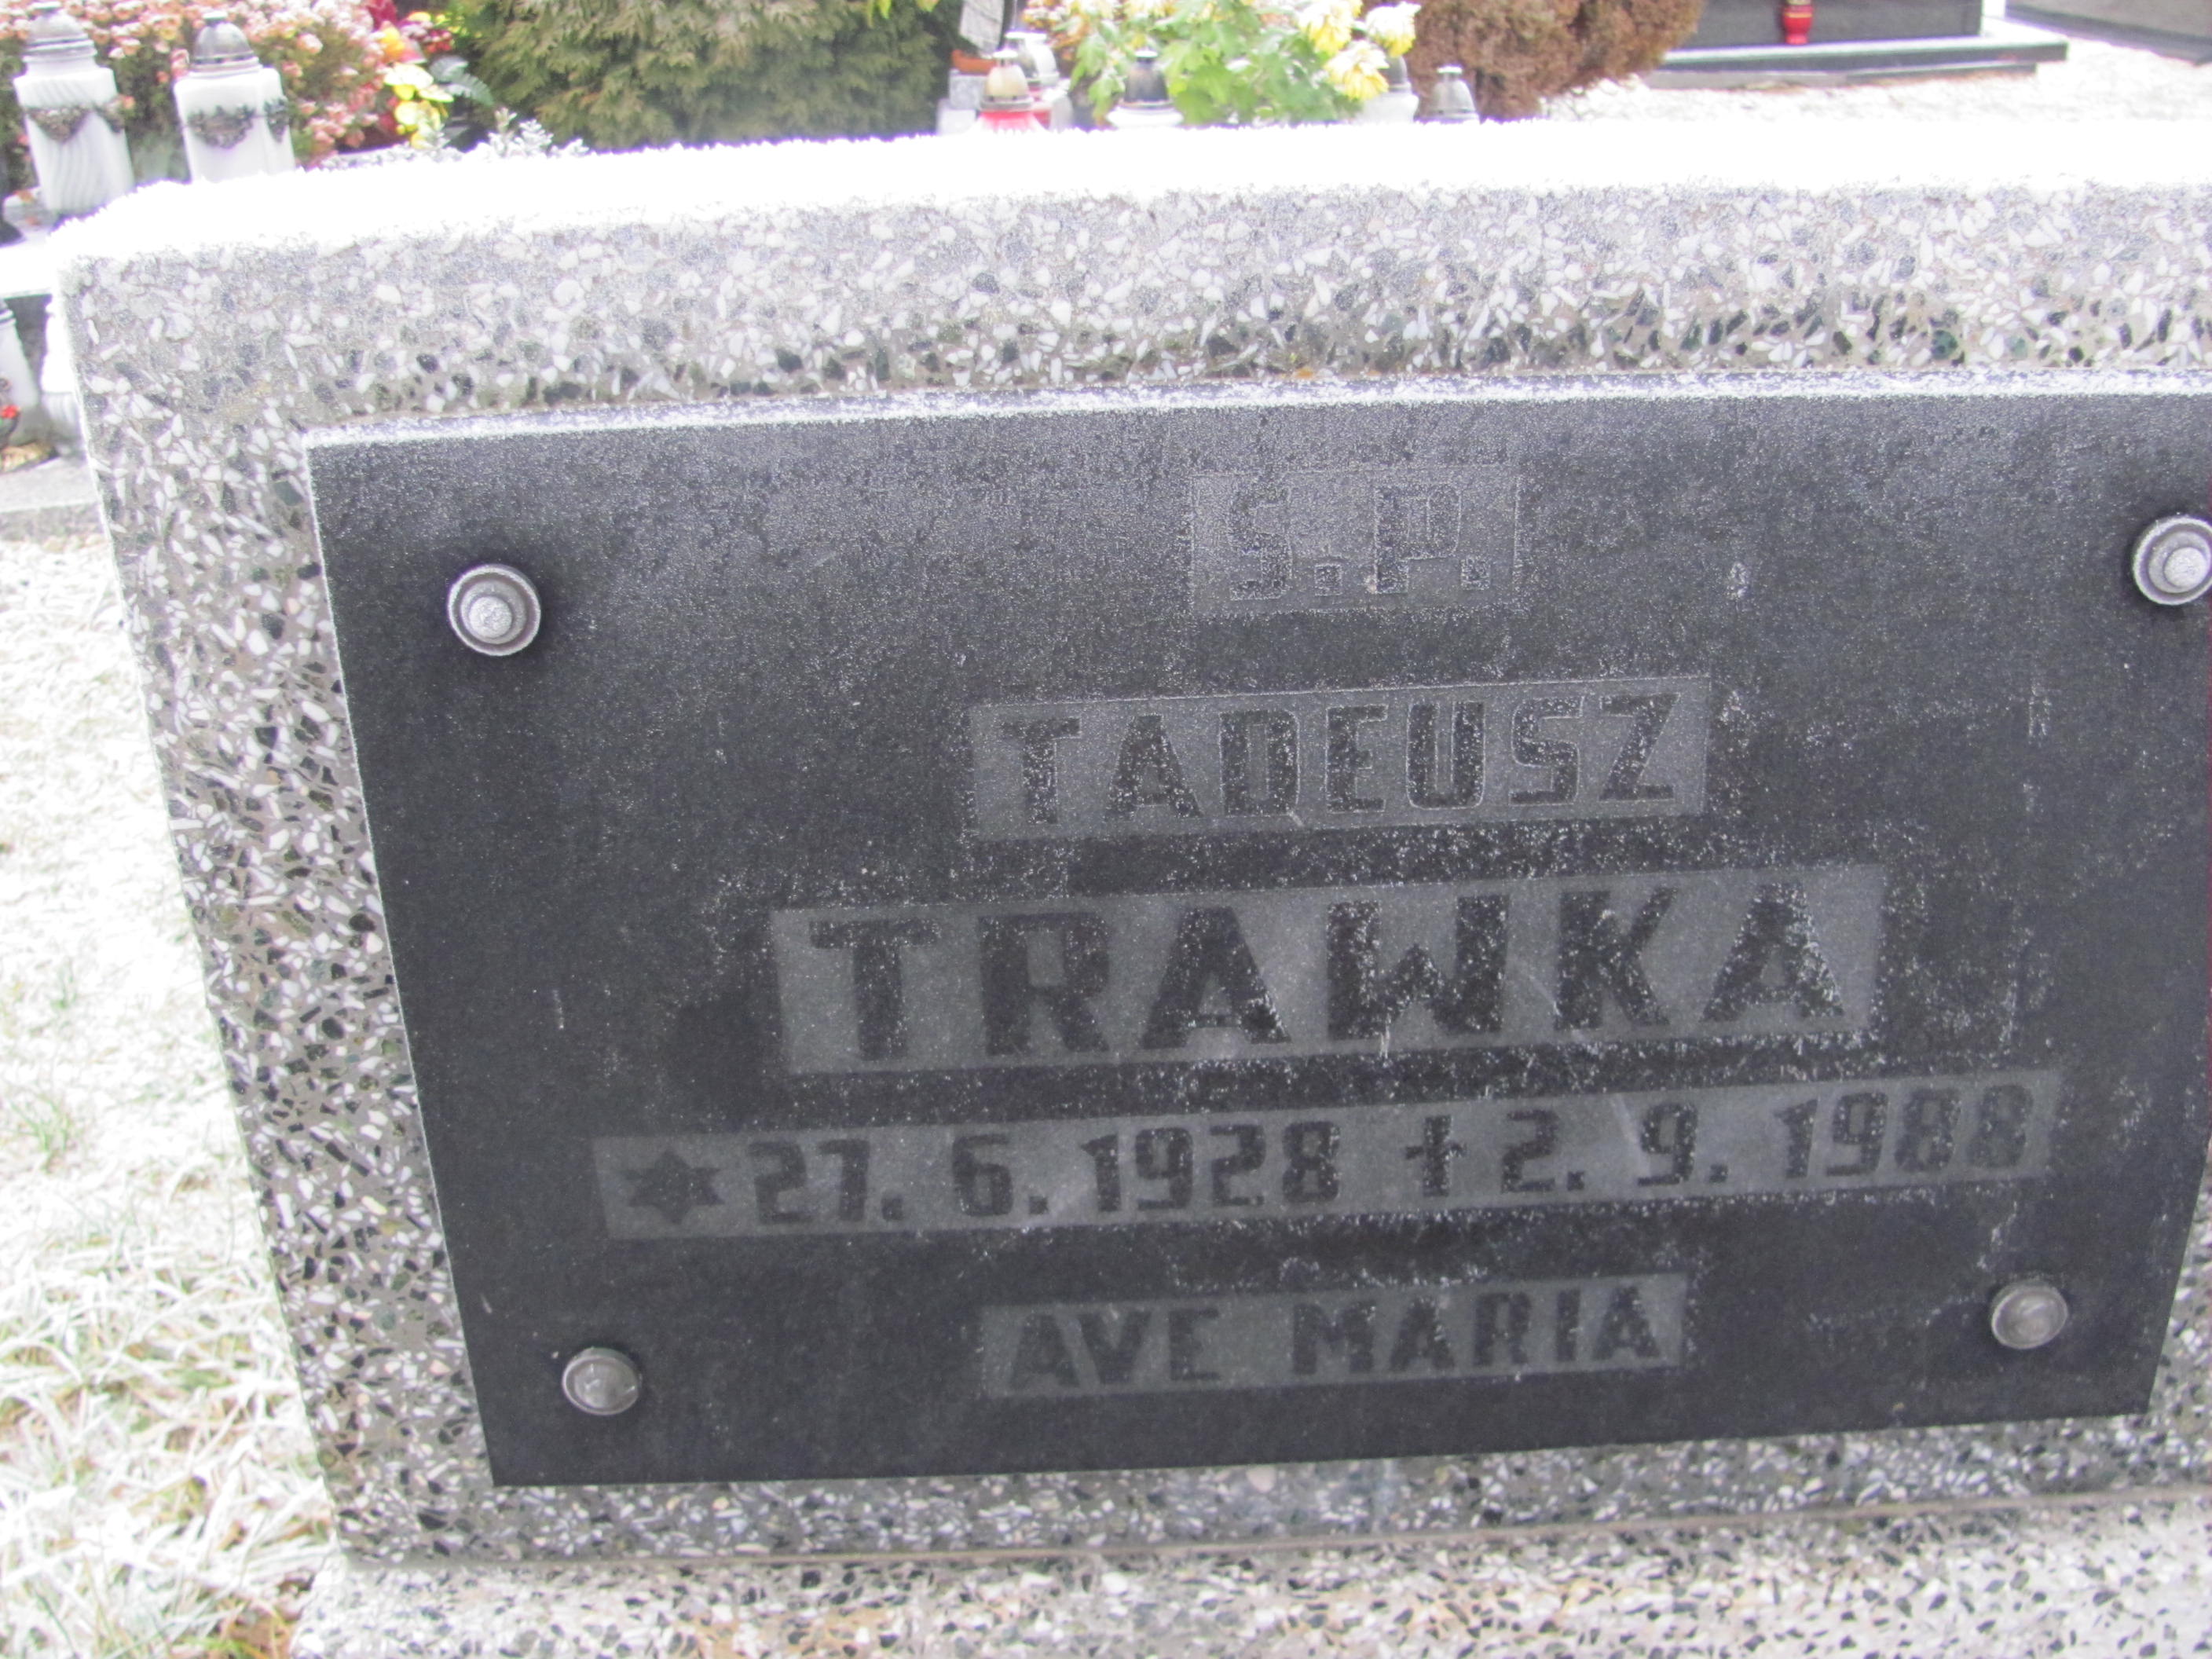 S.P.
TADEUSZ
TRAWKA
✶ 27. 6. 1928 ✝ 2. 9. 1988
AVE MARIA